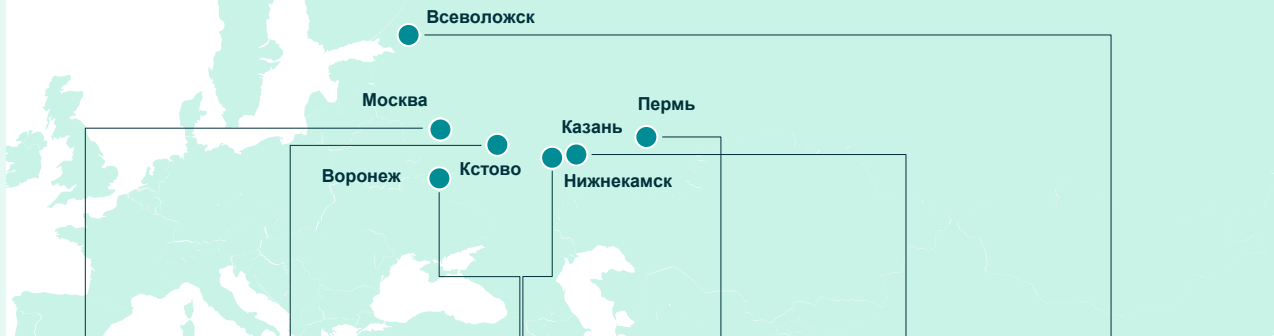 Всеволожск
Москва
Пермь
Казань
Кстово
Воронеж
Нижнекамск